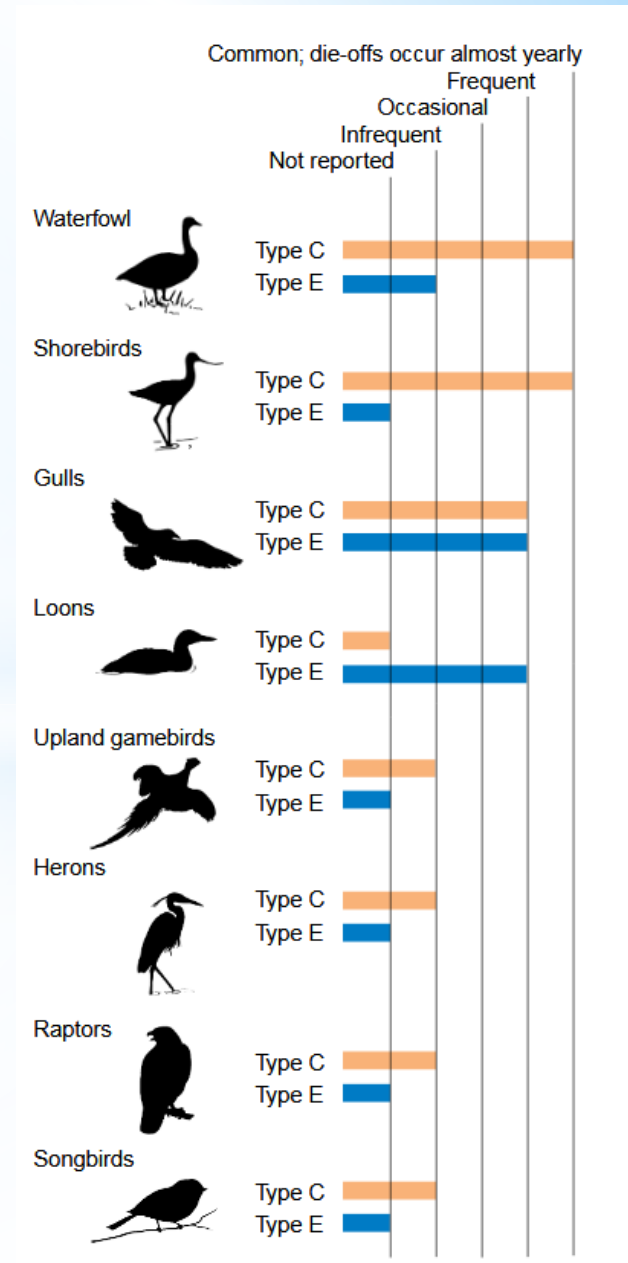 Common; die-offs occur almost yearly
Frequent
Occasional
Infrequent
Not reported
Waterfowl
Type C
Type E
Shorebirds
Type C
Type E
Gulls
Type C
Type E
Loons
Type C
Type E
Upland gamebirds
Type C
Type E
Herons
Type C
Type E
Raptors
Type C
Type E
Songbirds
Type C
Type E